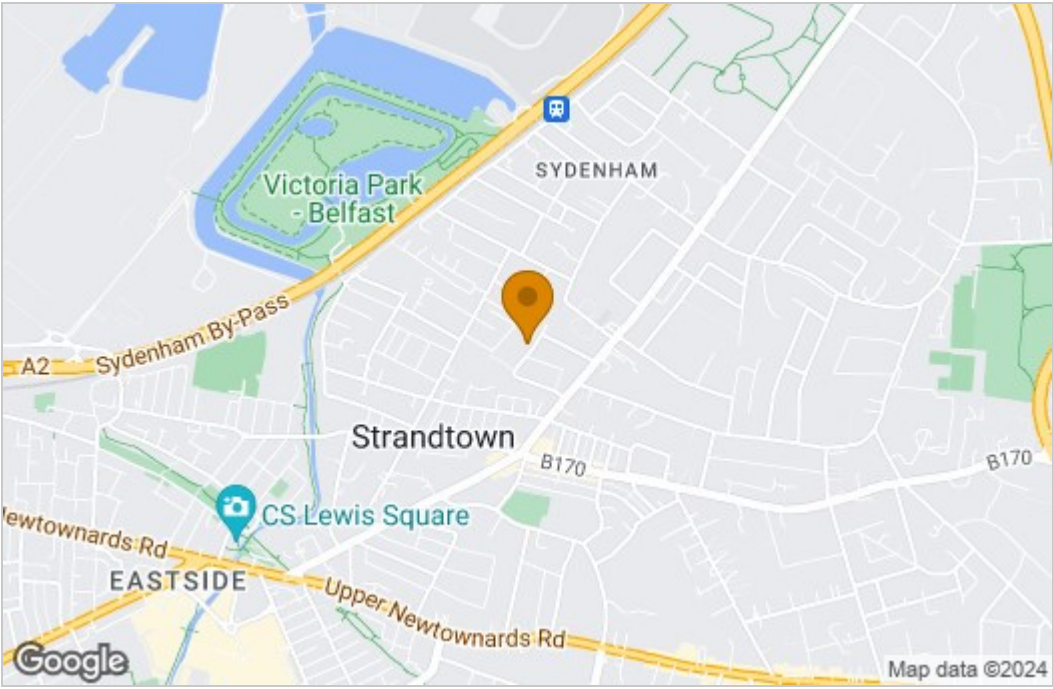 SYDENHAM
Victoria Park
- Belfast
Sydenham By-Pass
A2
Strandtown
B170
B170
CS Lewis Square
Newtownards Rd
EASTSIDE
Upper Newtownards Rd
Google
Map data ©2024